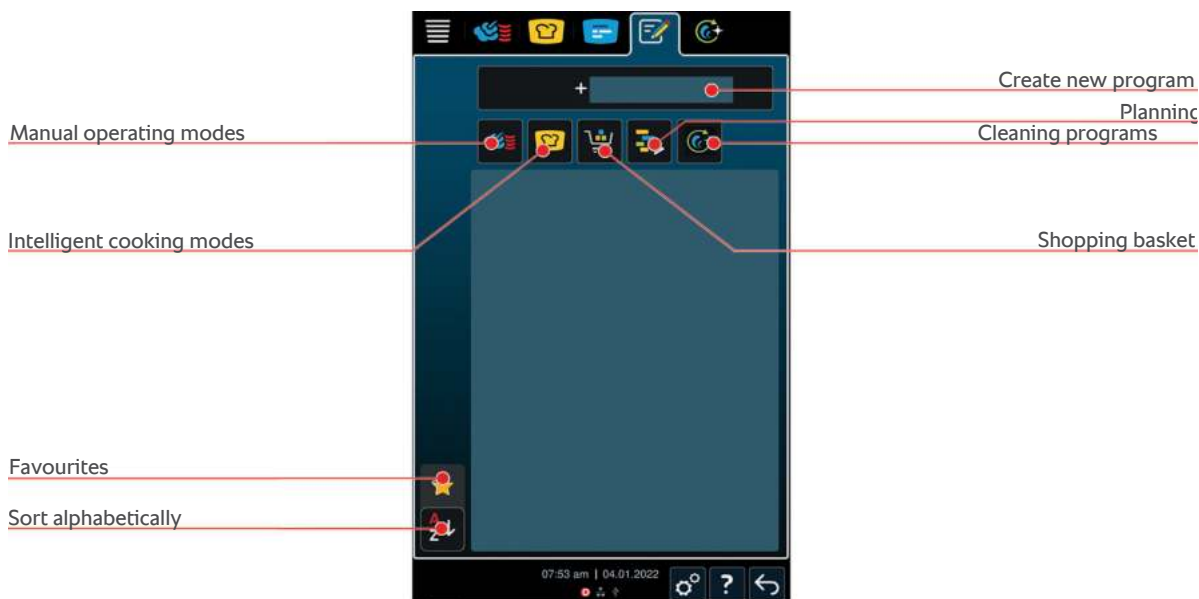 Create new program
Planning
Manual operating modes
Cleaning programs
Intelligent cooking modes
Shopping basket
Favourites
Sort alphabetically
A
Z
07:53 am | 04.01.2022
?